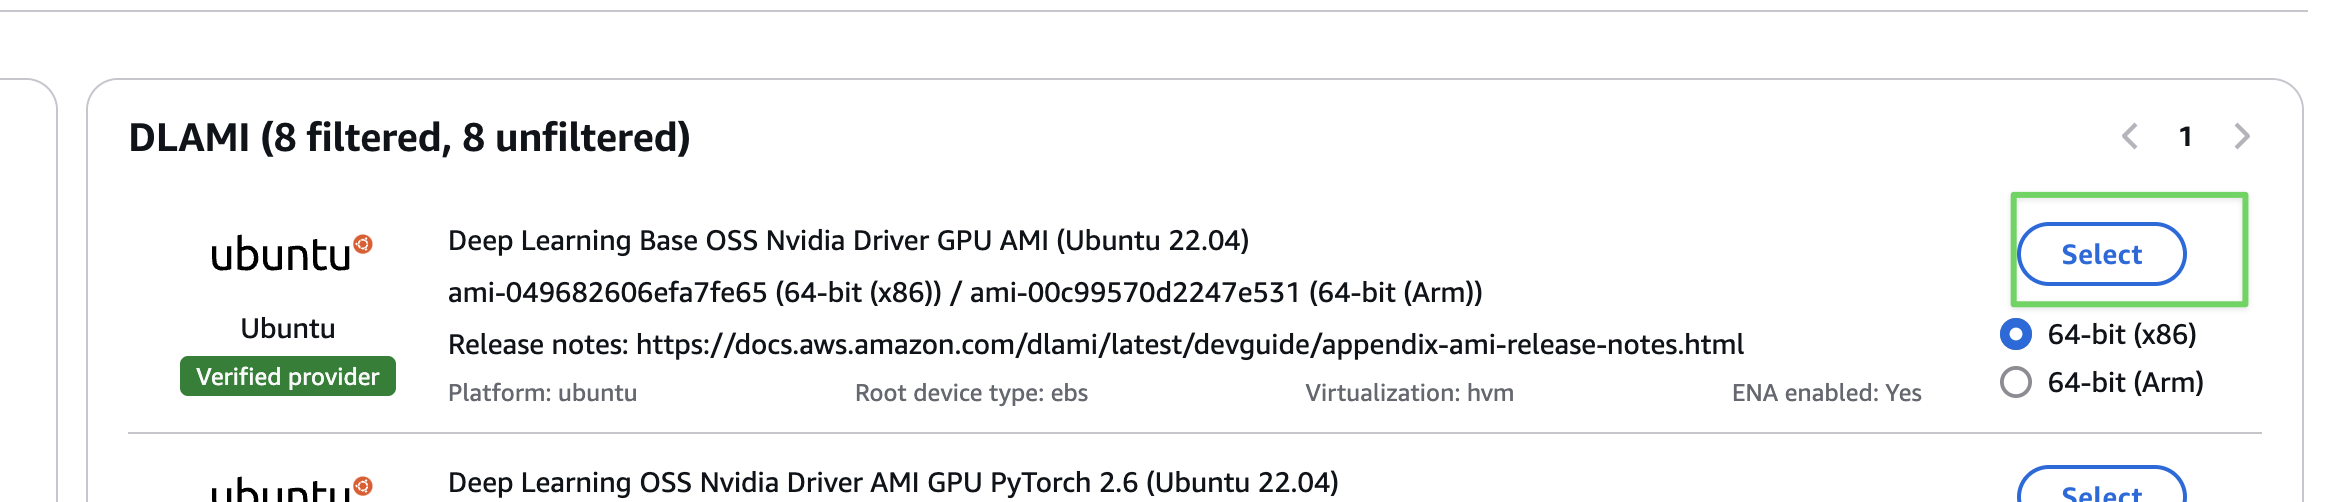 DLAMI (8 filtered, 8 unfiltered)
1
ubuntu
Ubuntu
Verified provider
Deep Learning Base OSS Nvidia Driver GPU AMI (Ubuntu 22.04)
ami-049682606efa7fe65 (64-bit (x86)) / ami-00c99570d2247e531 (64-bit (Arm))
Release notes: https://docs.aws.amazon.com/dlami/latest/devguide/appendix-ami-release-notes.html
Platform: ubuntu
Root device type: ebs
Virtualization: hvm
ENA enabled: Yes
Select
64-bit (x86)
64-bit (Arm)
ubuntu
Deep Learning OSS Nvidia Driver AMI GPU PyTorch 2.6 (Ubuntu 22.04)
Select